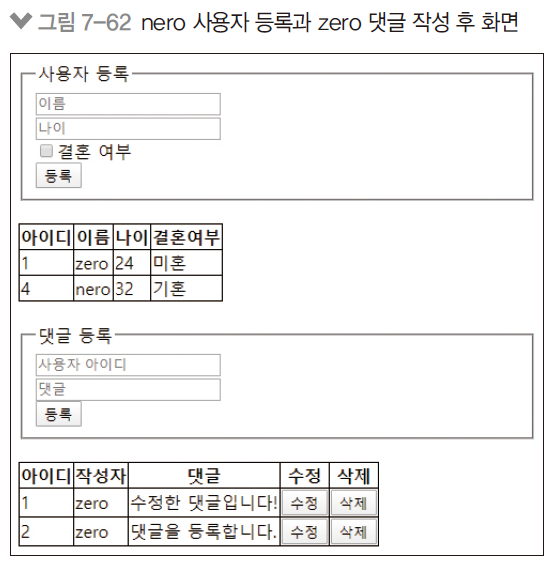 그림 7-62 nero 사용자 등록과 zero 댓글 작성 후 화면
사용자 등록
이름
나이
결혼 여부
등록
아이디 이름 나이 결혼여부
1 zero 24 미혼
4 nero 32 기혼
댓글 등록
사용자 아이디
댓글
등록
아이디 작성자 댓글 수정 삭제
1 zero 수정한 댓글입니다! 수정 삭제
2 zero 댓글을 등록합니다. 수정 삭제